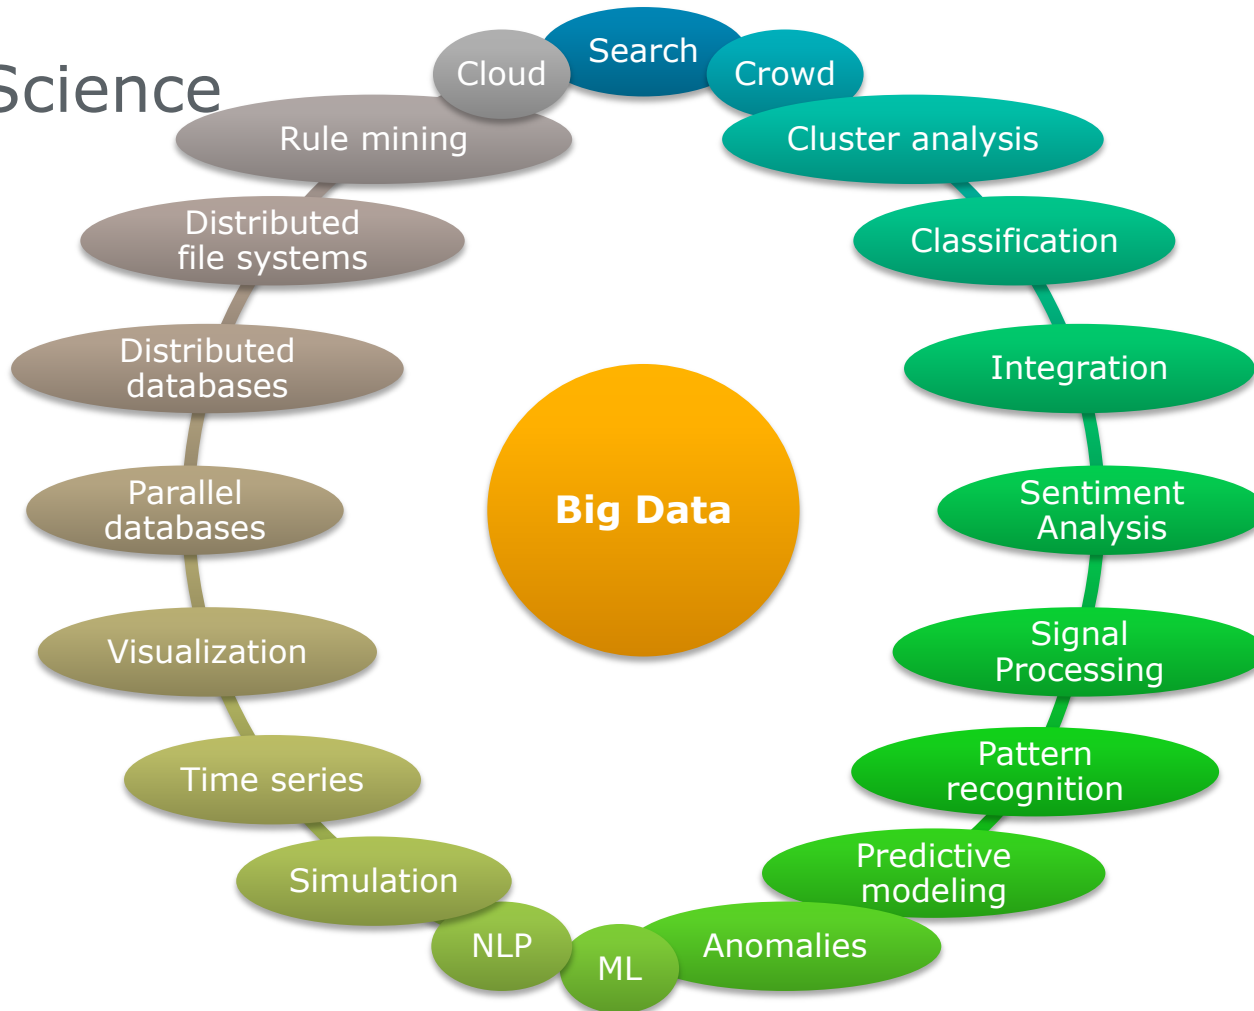 Science
Search
Crowd
Cluster analysis
Classification
Integration
Sentiment
Analysis
Signal
Processing
Pattern
recognition
Predictive
modeling
Anomalies
ML
NLP
Simulation
Time series
Visualization
Parallel
databases
Distributed
databases
Distributed
file systems
Rule mining
Cloud
Big Data